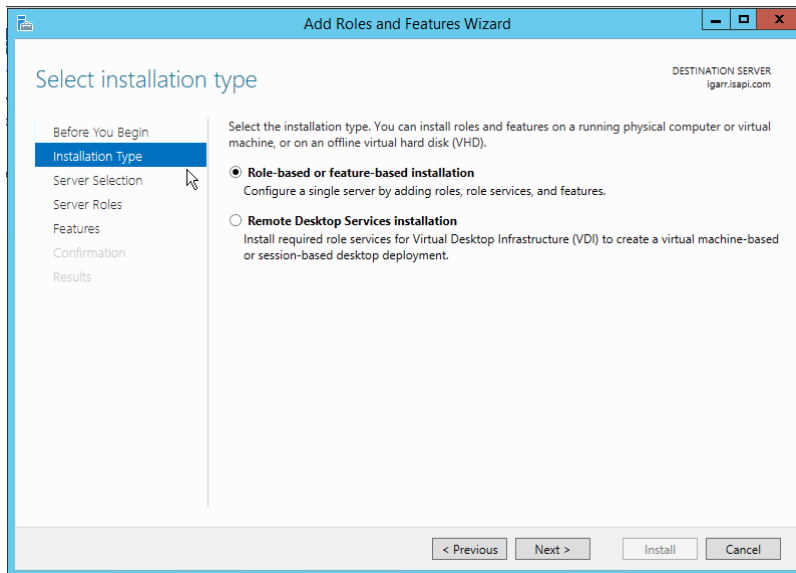 Add Roles and Features Wizard
Select installation type
DESTINATION SERVER
igarr.isapi.com
Before You Begin
Installation Type
Server Selection
Server Roles
Features
Confirmation
Results
Select the installation type. You can install roles and features on a running physical computer or virtual
machine, or on an offline virtual hard disk (VHD).
Role-based or feature-based installation
Configure a single server by adding roles, role services, and features.
Remote Desktop Services installation
Install required role services for Virtual Desktop Infrastructure (VDI) to create a virtual machine-based
or session-based desktop deployment.
< Previous
Next >
Install
Cancel